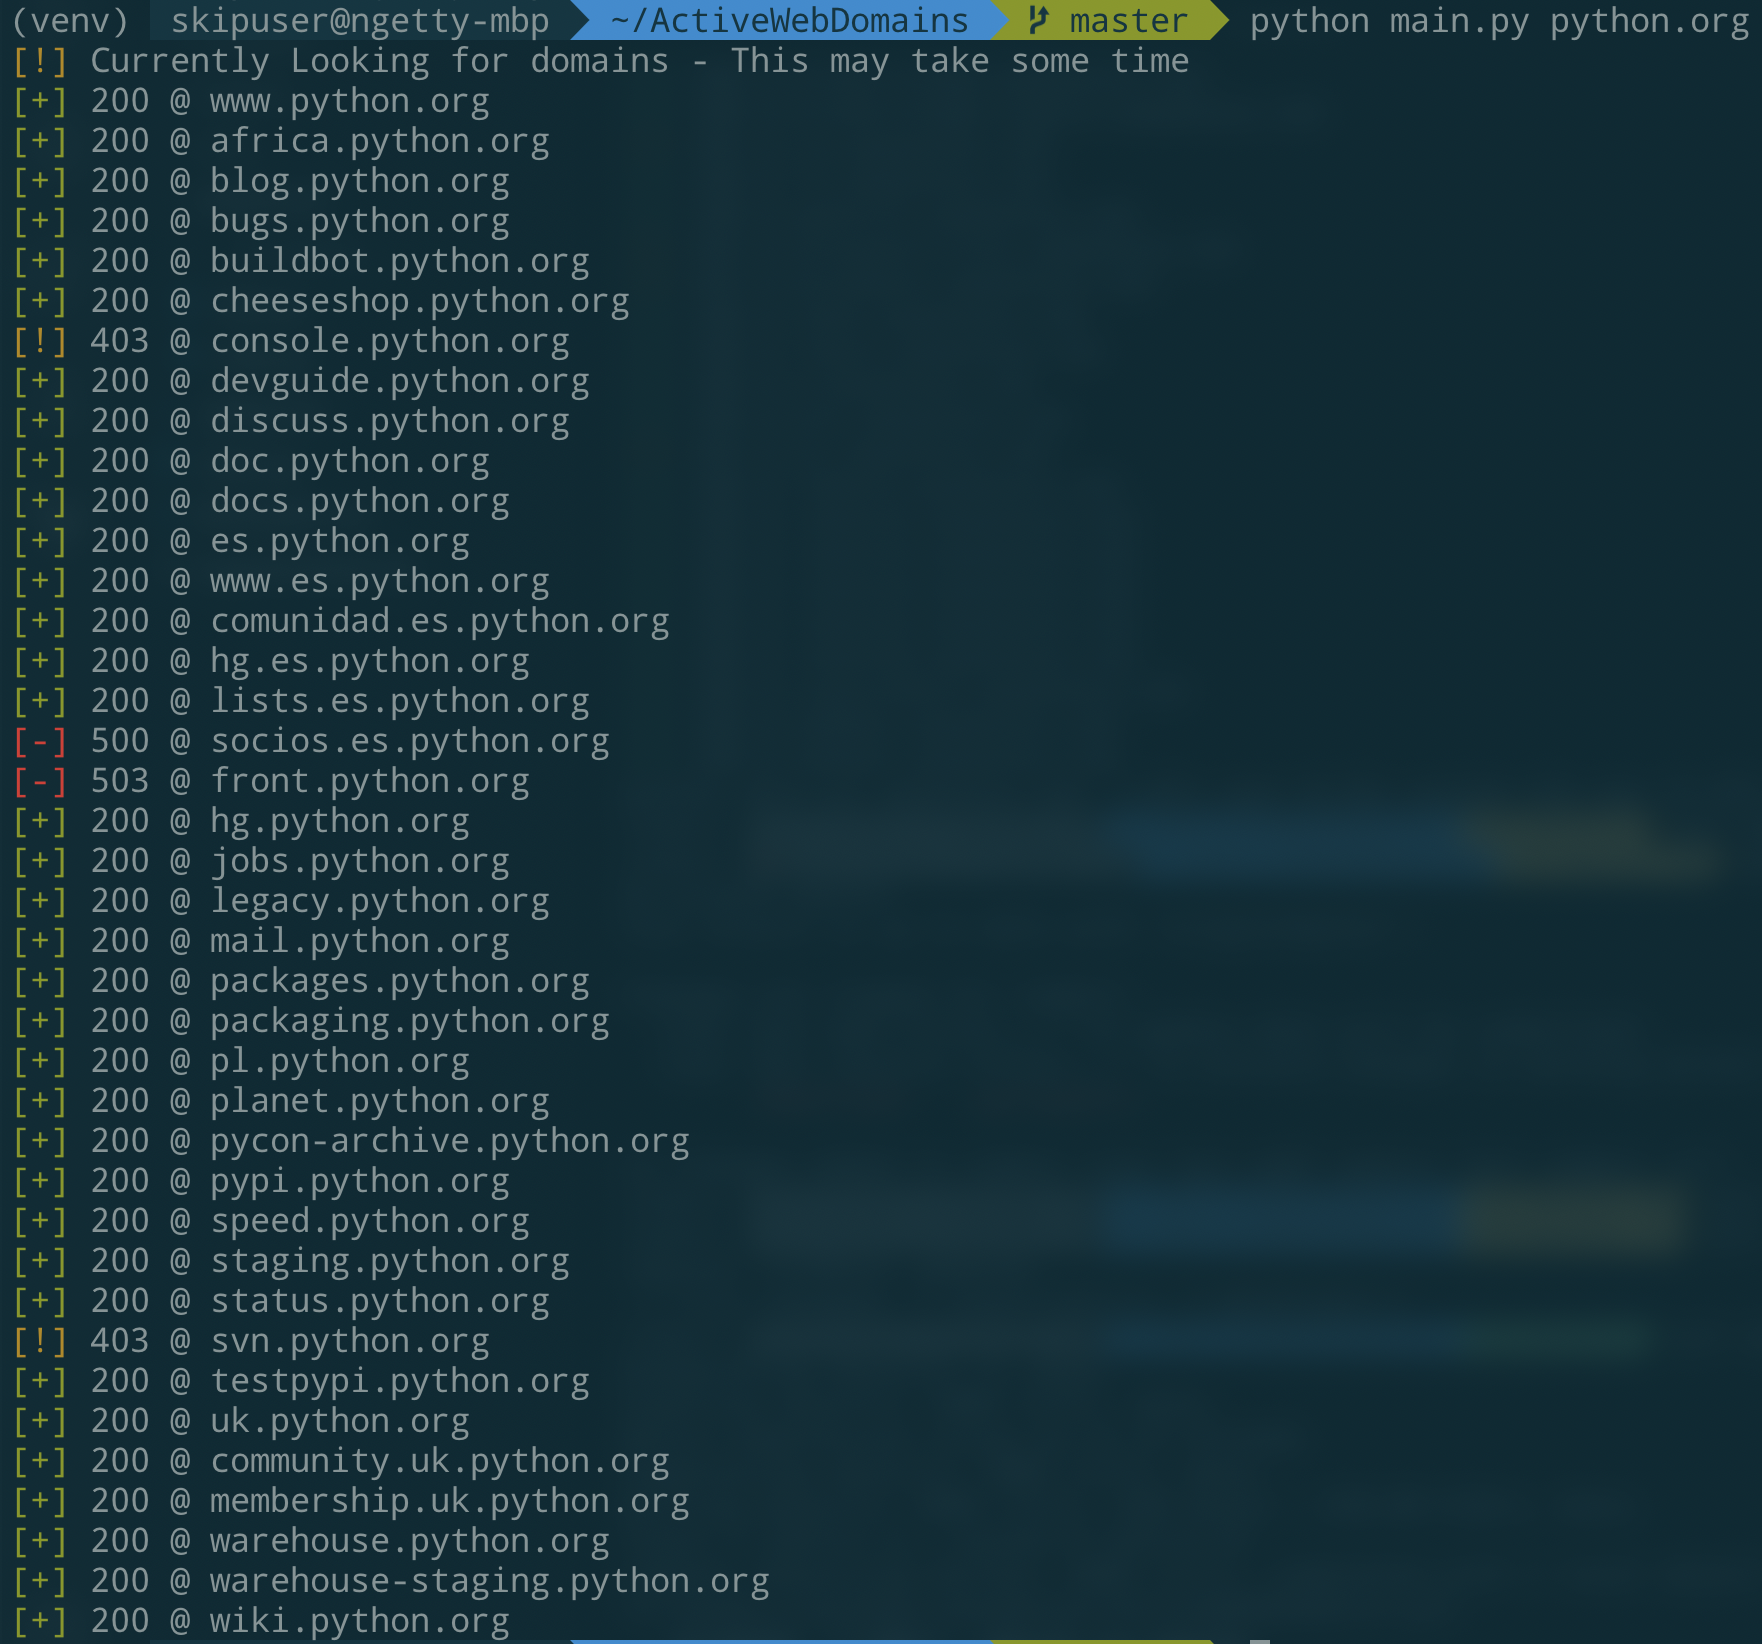 (venv) skipuser@ngetty-mbp ~/ActiveWebDomains master python main.py python.org
[!] Currently Looking for domains - This may take some time
[+] 200 @ www.python.org
[+] 200 @ africa.python.org
[+] 200 @ blog.python.org
[+] 200 @ bugs.python.org
[+] 200 @ buildbot.python.org
[+] 200 @ cheeseshop.python.org
[!] 403 @ console.python.org
[+] 200 @ devguide.python.org
[+] 200 @ discuss.python.org
[+] 200 @ doc.python.org
[+] 200 @ docs.python.org
[+] 200 @ es.python.org
[+] 200 @ www.es.python.org
[+] 200 @ comunidad.es.python.org
[+] 200 @ hg.es.python.org
[+] 200 @ lists.es.python.org
[-] 500 @ socios.es.python.org
[-] 503 @ front.python.org
[+] 200 @ hg.python.org
[+] 200 @ jobs.python.org
[+] 200 @ legacy.python.org
[+] 200 @ mail.python.org
[+] 200 @ packages.python.org
[+] 200 @ packaging.python.org
[+] 200 @ pl.python.org
[+] 200 @ planet.python.org
[+] 200 @ pycon-archive.python.org
[+] 200 @ pypi.python.org
[+] 200 @ speed.python.org
[+] 200 @ staging.python.org
[+] 200 @ status.python.org
[!] 403 @ svn.python.org
[+] 200 @ testpypi.python.org
[+] 200 @ uk.python.org
[+] 200 @ community.uk.python.org
[+] 200 @ membership.uk.python.org
[+] 200 @ warehouse.python.org
[+] 200 @ warehouse-staging.python.org
[+] 200 @ wiki.python.org